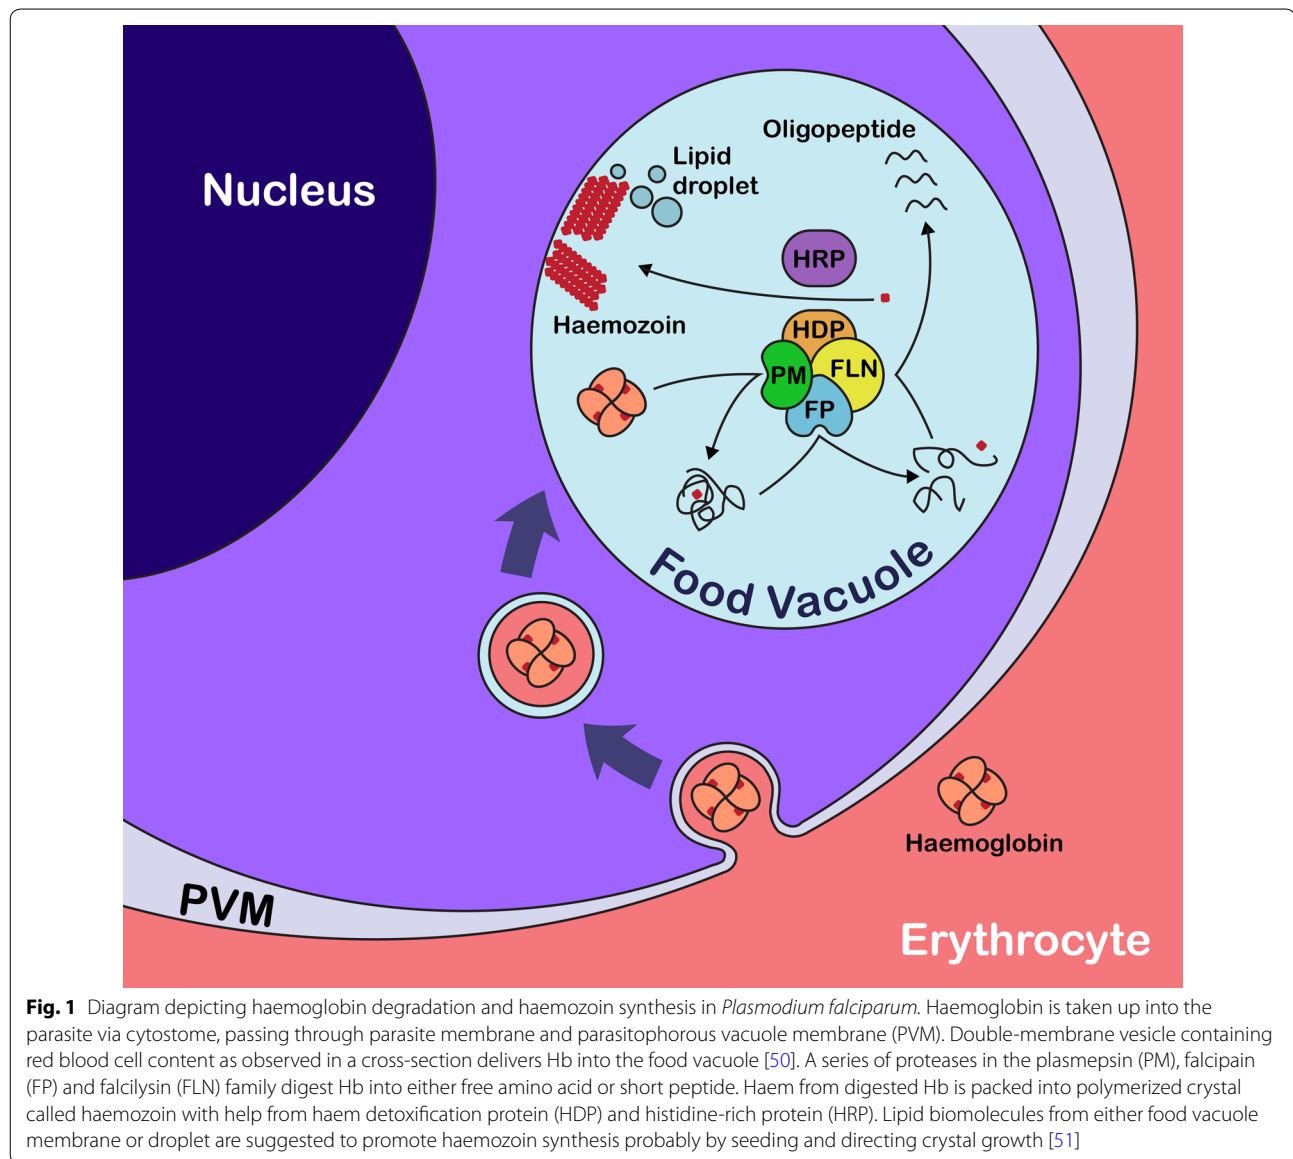 Oligopeptide
Lipid
droplet
Nucleus
HRP
Haemozoin
HDP
PM
FLN
FP
Food Vacuole
Haemoglobin
PVM
Erythrocyte
Fig. 1 Diagram depicting haemoglobin degradation and haemozoin synthesis in Plasmodium falciparum. Haemoglobin is taken up into the
parasite via cytostome, passing through parasite membrane and parasitophorous vacuole membrane (PVM). Double-membrane vesicle containing
red blood cell content as observed in a cross-section delivers Hb into the food vacuole [50]. A series of proteases in the plasmepsin (PM), falcipain
(FP) and falcilysin (FLN) family digest Hb into either free amino acid or short peptide. Haem from digested Hb is packed into polymerized crystal
called haemozoin with help from haem detoxification protein (HDP) and histidine-rich protein (HRP). Lipid biomolecules from either food vacuole
membrane or droplet are suggested to promote haemozoin synthesis probably by seeding and directing crystal growth [51]